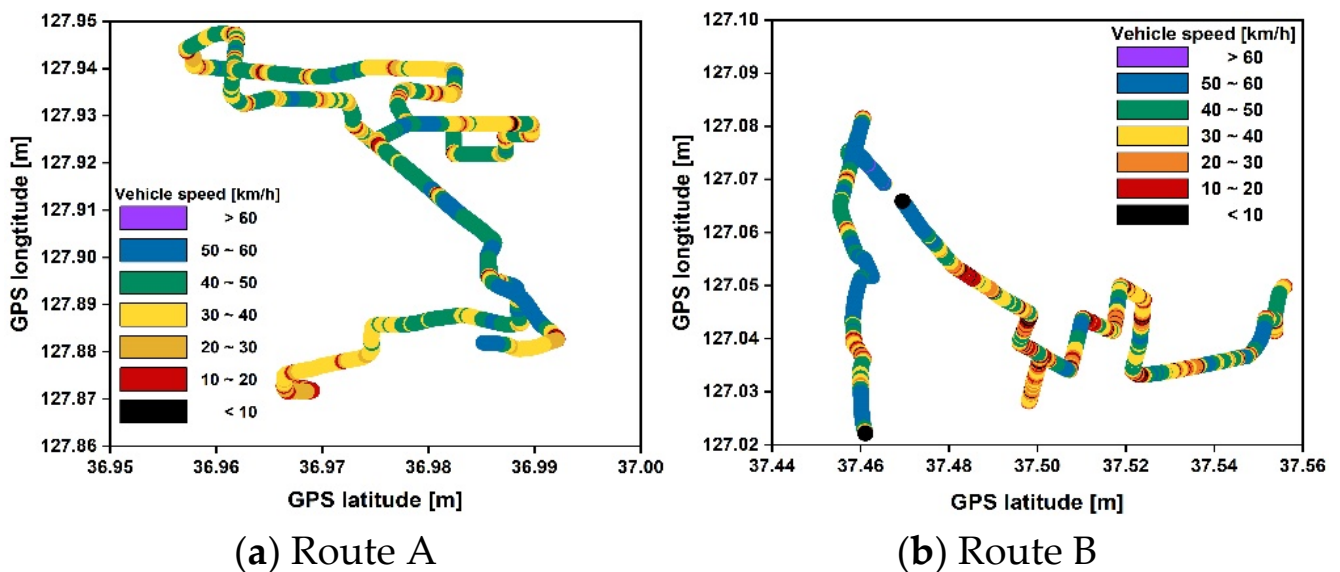 127.95
127.94
127.93
127.92
127.91
127.90
127.89
127.88
127.87
127.86
GPS longtitude [m]
Vehicle speed [km/h]
> 60
50 ~ 60
40 ~ 50
30 ~ 40
20 ~ 30
10 ~ 20
< 10
36.95 36.96 36.97 36.98 36.99 37.00
GPS latitude [m]
(a) Route A
127.10
127.09
127.08
127.07
127.06
127.05
127.04
127.03
127.02
GPS longtitude [m]
Vehicle speed [km/h]
> 60
50 ~ 60
40 ~ 50
30 ~ 40
20 ~ 30
10 ~ 20
< 10
37.44 37.46 37.48 37.50 37.52 37.54 37.56
GPS latitude [m]
(b) Route B